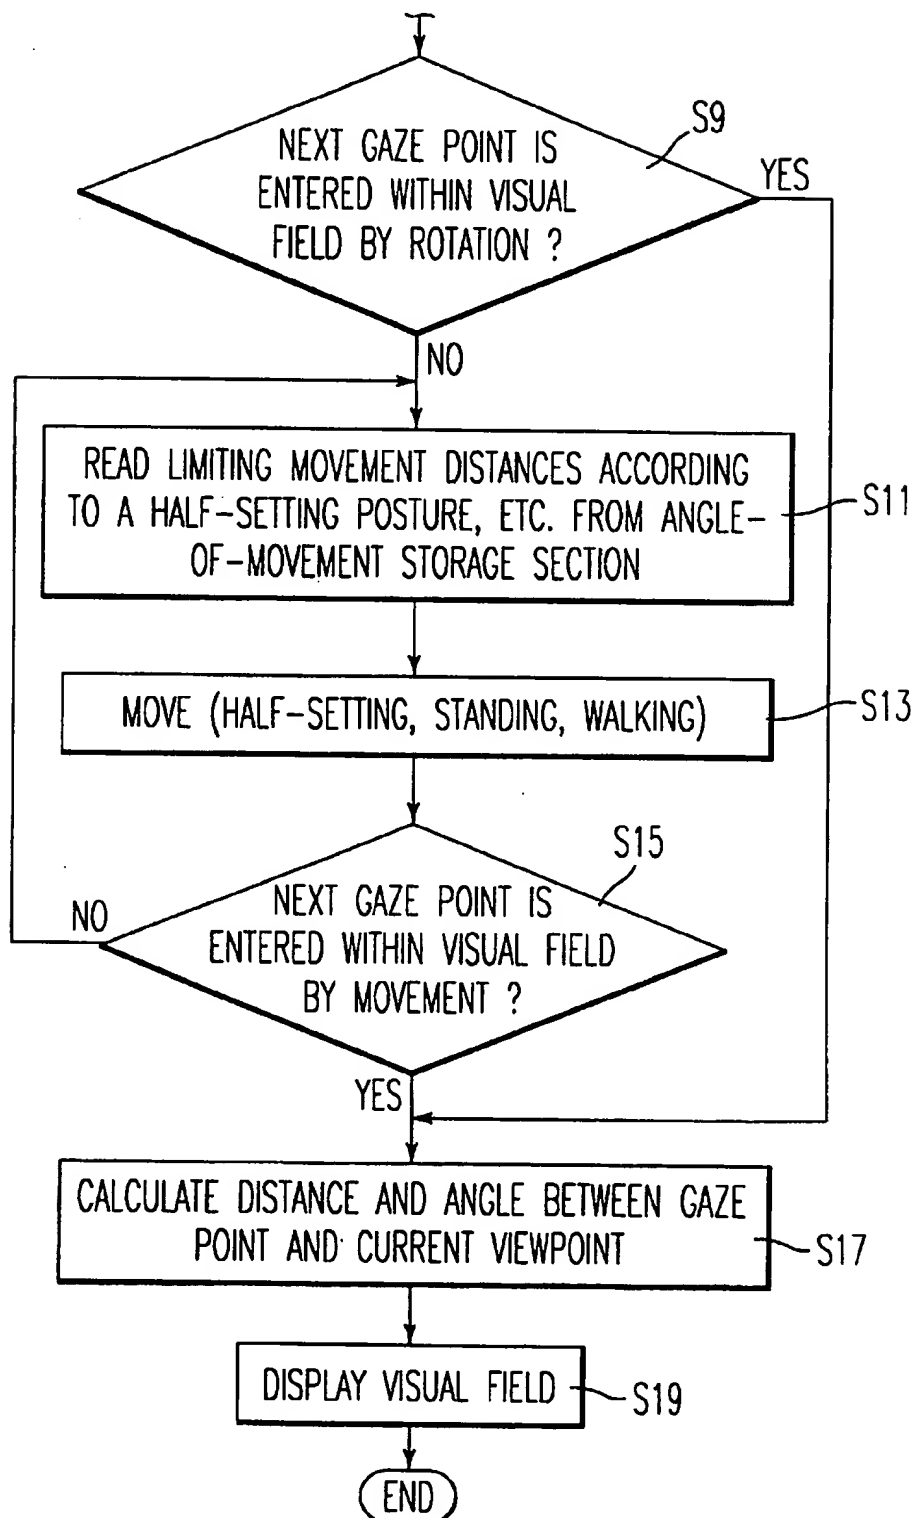 S9
NEXT GAZE POINT IS
ENTERED WITHIN VISUAL
FIELD BY ROTATION ?
YES
NO
READ LIMITING MOVEMENT DISTANCES ACCORDING
TO A HALF-SETTING POSTURE, ETC. FROM ANGLE-
OF-MOVEMENT STORAGE SECTION
S11
MOVE (HALF-SETTING, STANDING, WALKING)
S13
S15
NEXT GAZE POINT IS
ENTERED WITHIN VISUAL FIELD
BY MOVEMENT ?
NO
YES
CALCULATE DISTANCE AND ANGLE BETWEEN GAZE
POINT AND CURRENT VIEWPOINT
S17
DISPLAY VISUAL FIELD
S19
END